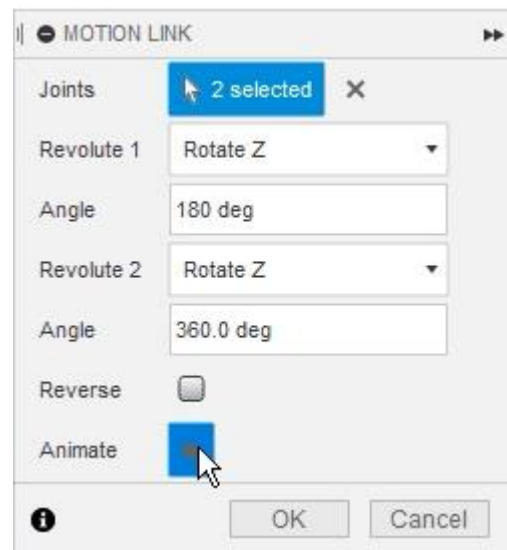 MOTION LINK
Joints 2 selected
Revolute 1 Rotate Z
Angle 180 deg
Revolute 2 Rotate Z
Angle 360.0 deg
Reverse
Animate
OK Cancel